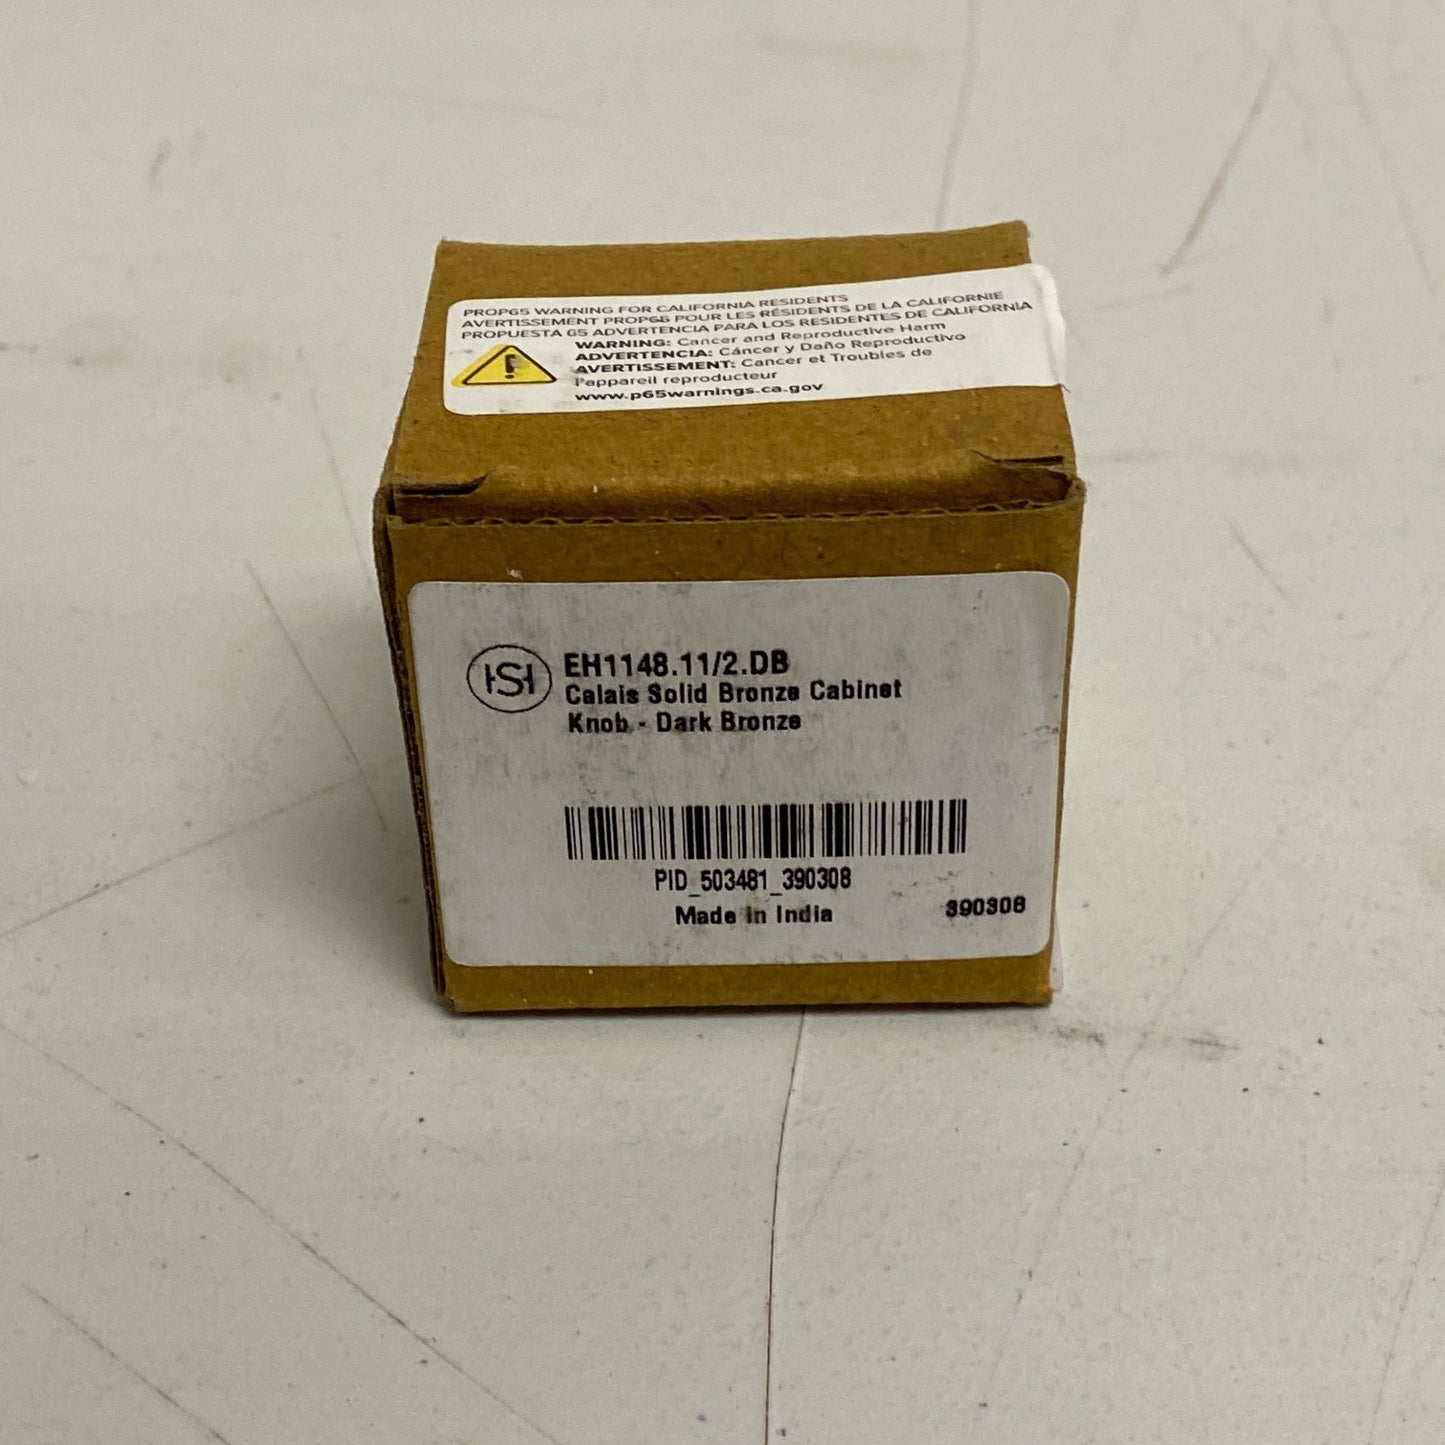 PROP65 WARNING FOR CALIFORNIA RESIDENTS
AVERTISSEMENT PROP65 POUR LES RÉSIDENTS DE LA CALIFORNIE
PROPUESTA 65 ADVERTENCIA PARA LOS RESIDENTES DE CALIFORNIA
WARNING: Cancer and Reproductive Harm
ADVERTENCIA: Cáncer y Daño Reproductivo
AVERTISSEMENT: Cancer et Troubles de
l'appareil reproducteur
www.p65warnings.ca.gov
HSH
EH1148.11/2.DB
Calais Solid Bronze Cabinet
Knob - Dark Bronze
PID_503481_390308
Made in India
390308